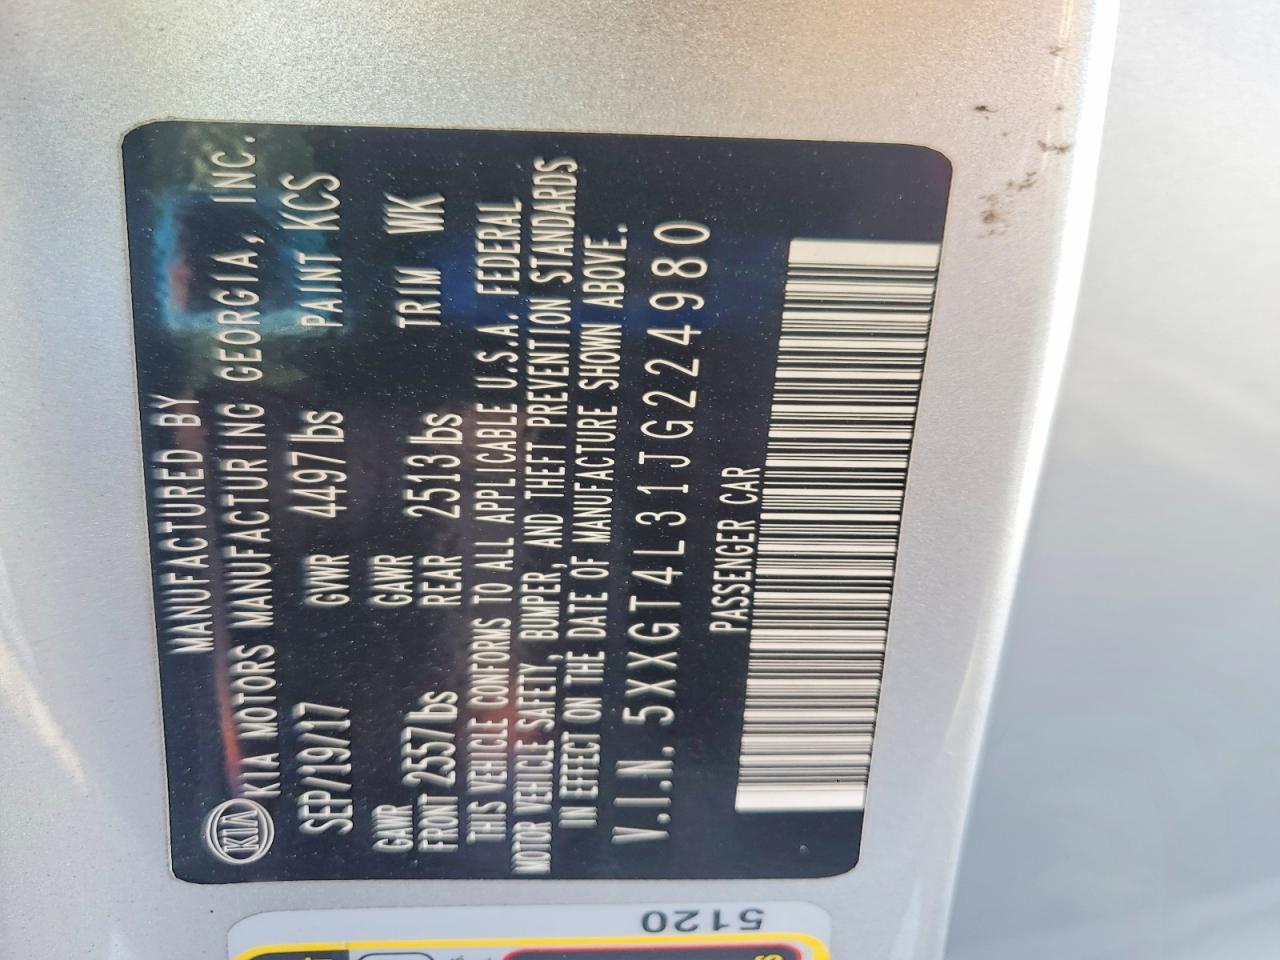 MANUFACTURED BY
KIA KIA MOTORS MANUFACTURING GEORGIA, INC.
SEP/19/17 GVWR 4497lbs PAINT KCS
GAWR GAWR
FRONT 2557lbs REAR 2513lbs TRIM WK
THIS VEHICLE CONFORMS TO ALL APPLICABLE U.S.A. FEDERAL
MOTOR VEHICLE SAFETY, BUMPER, AND THEFT PREVENTION STANDARDS
IN EFFECT ON THE DATE OF MANUFACTURE SHOWN ABOVE.
V.I.N. 5XXGT4L31JG224980
PASSENGER CAR
5120